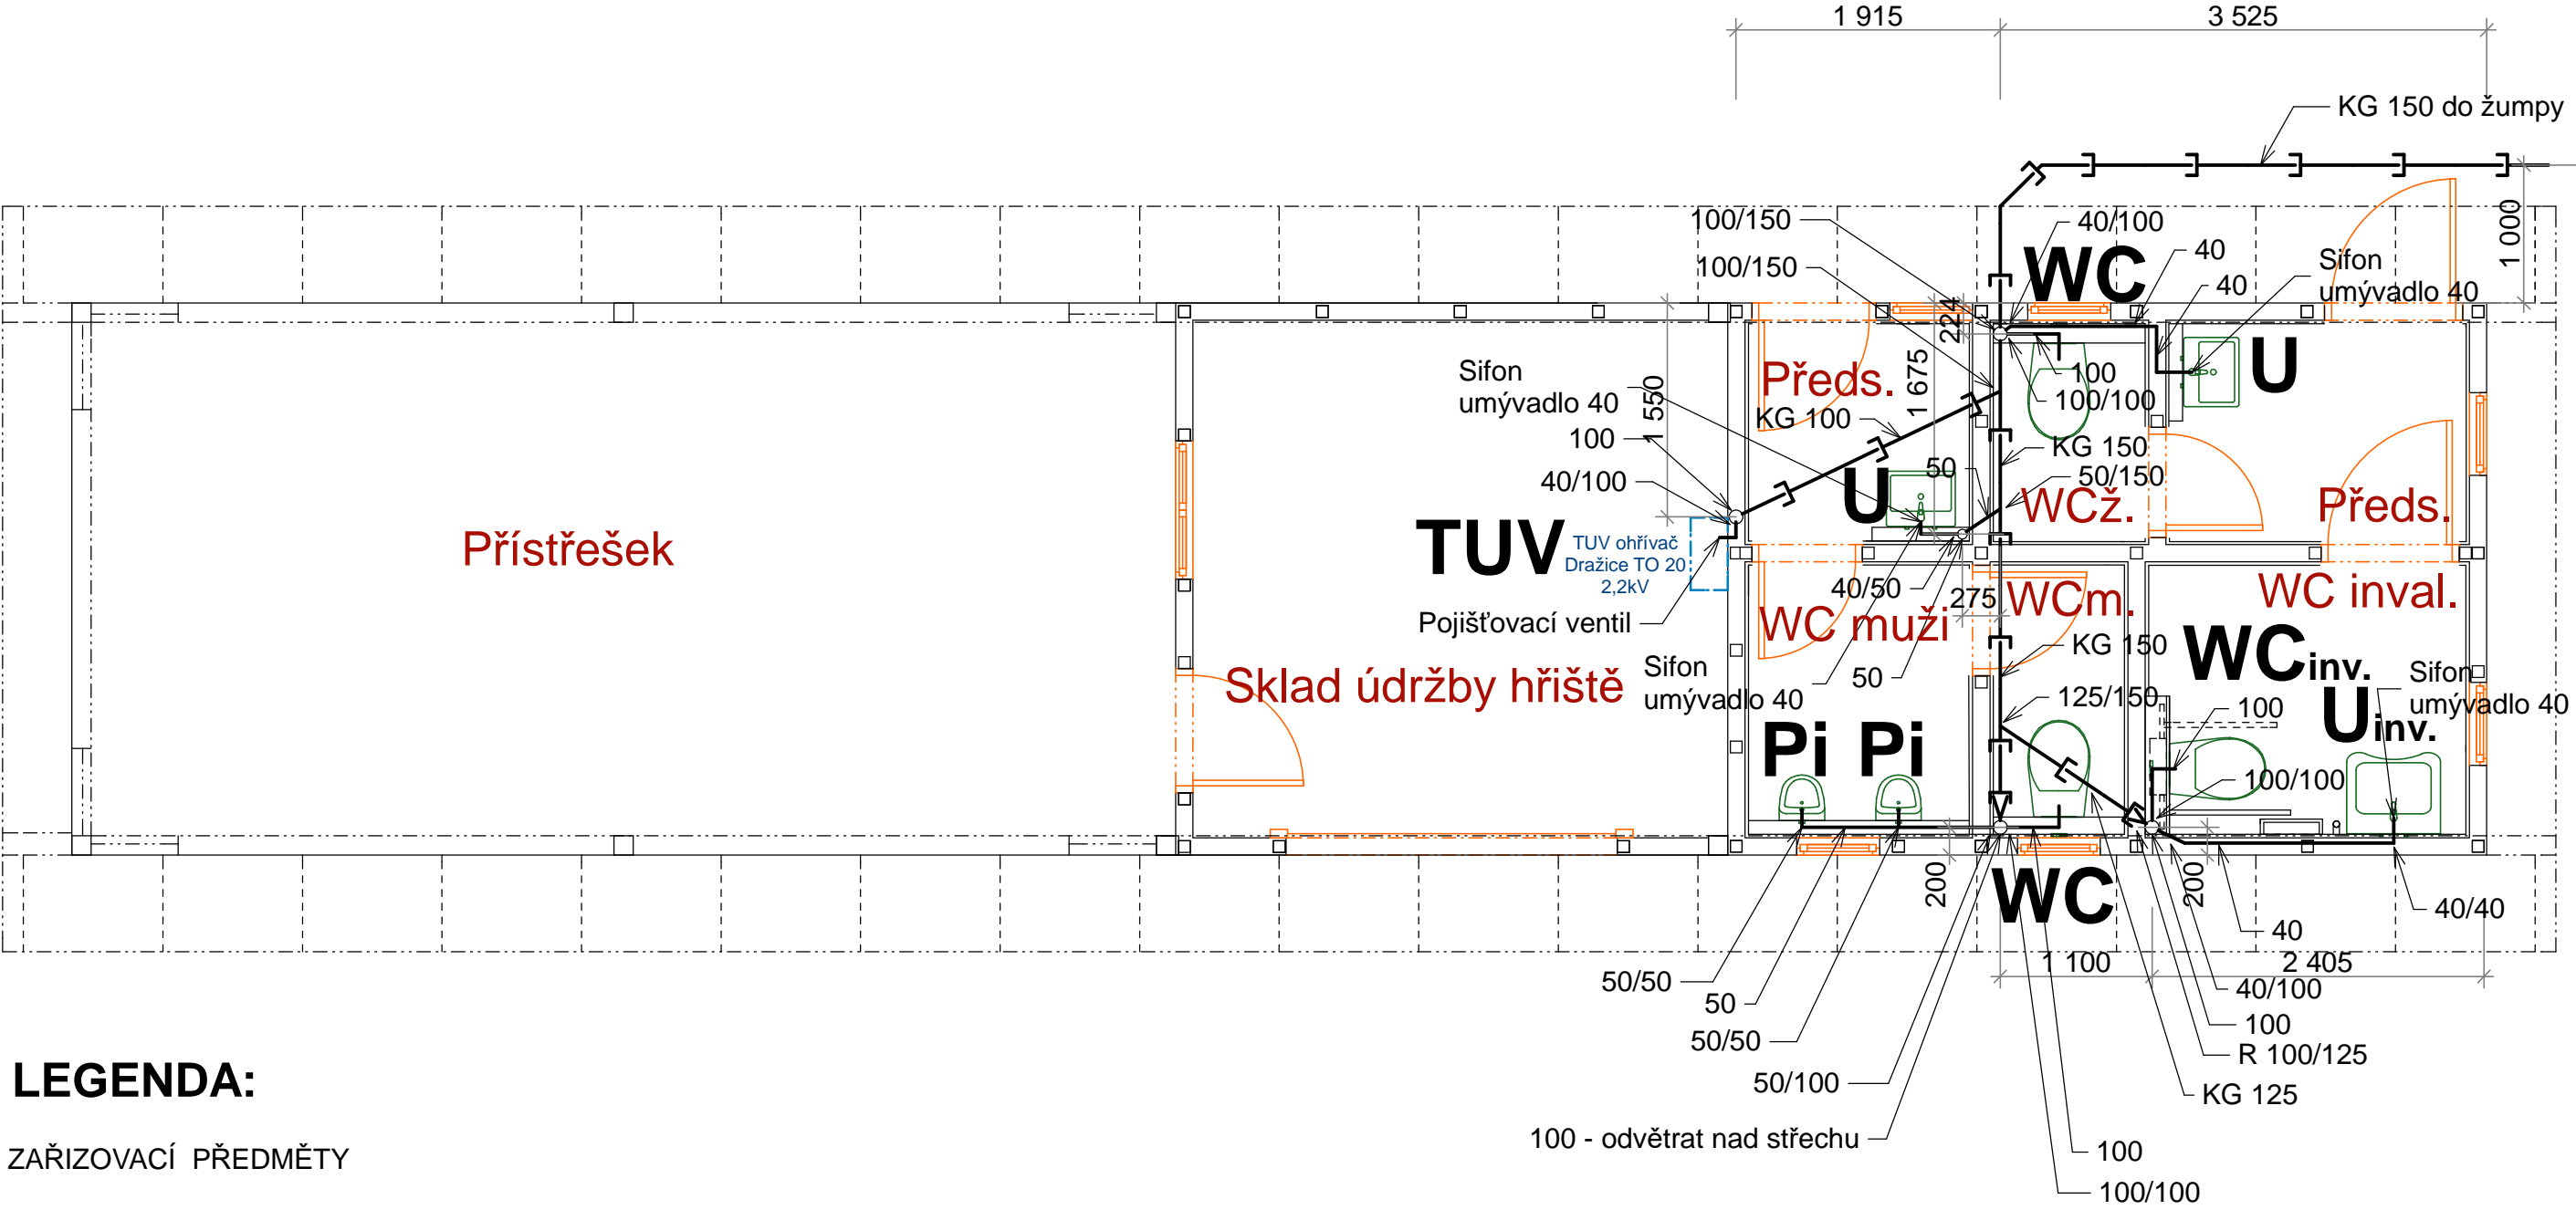 1 915
3 525
KG 150 do žumpy
100/150
40/100
40
1 000
100/150
WC
Sifon
umývadlo 40
40
224
Sifon
umývadlo 40
1 550
Předs.
1 675
100
100/100
U
KG 100
100
40/100
KG 150
50
50/150
U
WCž.
Předs.
Přístřešek
TUV
TUV ohřívač
Dražice TO 20
2,2kV
40/50
275
WCm.
WC inval.
Pojišťovací ventil
WC muži
KG 150
WCinv.
Sklad údržby hřiště
Sifon
umývadlo 40
50
125/150
100
Sifon
umývadlo 40
Uinv.
Pi
Pi
100/100
200
WC
200
40/40
40
1 100
2 405
50/50
50
40/100
50/50
100
R 100/125
50/100
KG 125
LEGENDA:
100 - odvětrat nad střechu
100
ZAŘIZOVACÍ PŘEDMĚTY
100/100